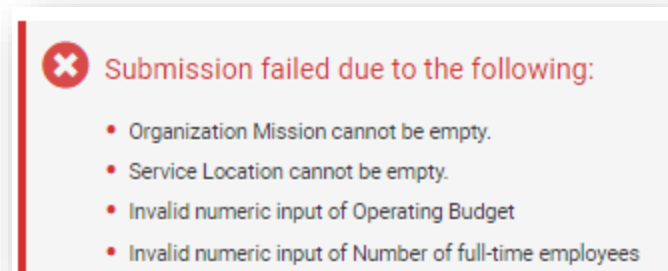 Submission failed due to the following:
Organization Mission cannot be empty.
Service Location cannot be empty.
Invalid numeric input of Operating Budget
Invalid numeric input of Number of full-time employees